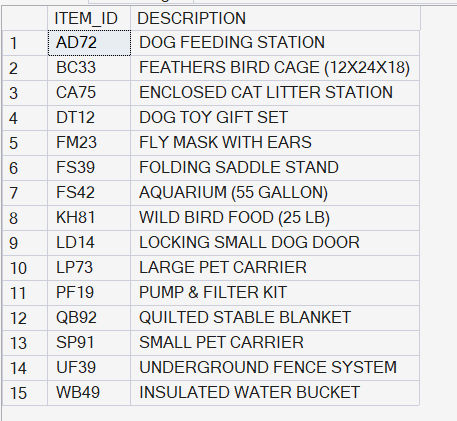 ITEM_ID DESCRIPTION
1 AD72 DOG FEEDING STATION
2 BC33 FEATHERS BIRD CAGE (12X24X18)
3 CA75 ENCLOSED CAT LITTER STATION
4 DT12 DOG TOY GIFT SET
5 FM23 FLY MASK WITH EARS
6 FS39 FOLDING SADDLE STAND
7 FS42 AQUARIUM (55 GALLON)
8 KH81 WILD BIRD FOOD (25 LB)
9 LD14 LOCKING SMALL DOG DOOR
10 LP73 LARGE PET CARRIER
11 PF19 PUMP & FILTER KIT
12 QB92 QUILTED STABLE BLANKET
13 SP91 SMALL PET CARRIER
14 UF39 UNDERGROUND FENCE SYSTEM
15 WB49 INSULATED WATER BUCKET